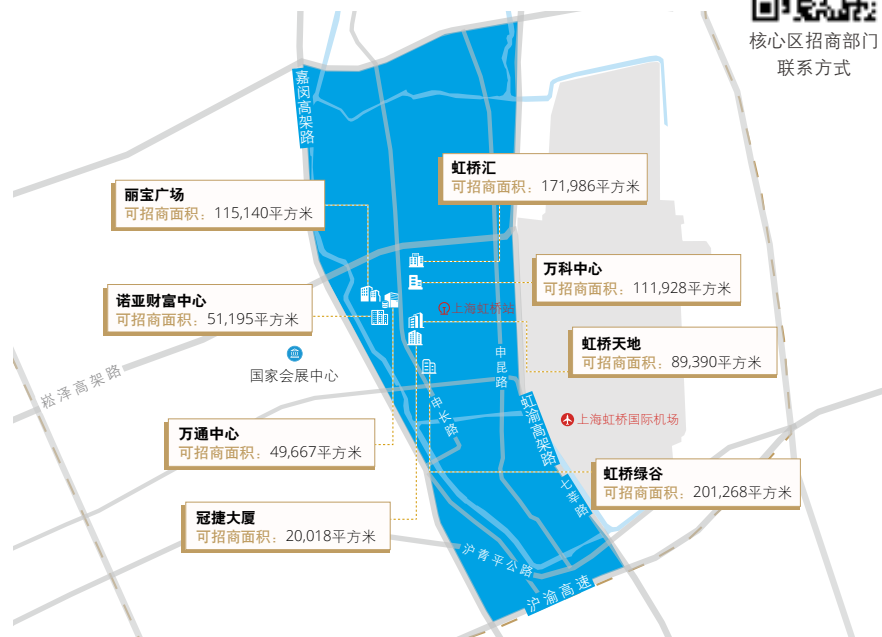 核心区招商部门
联系方式
嘉闵高架路
虹桥汇
可招商面积：171,986平方米
丽宝广场
可招商面积：115,140平方米
万科中心
可招商面积：111,928平方米
诺亚财富中心
可招商面积：51,195平方米
上海虹桥站
虹桥天地
可招商面积：89,390平方米
申昆路
国家会展中心
崧泽高架路
申长路
虹渝高架路
上海虹桥国际机场
万通中心
可招商面积：49,667平方米
虹桥绿谷
可招商面积：201,268平方米
七莘路
冠捷大厦
可招商面积：20,018平方米
沪青平公路
沪渝高速